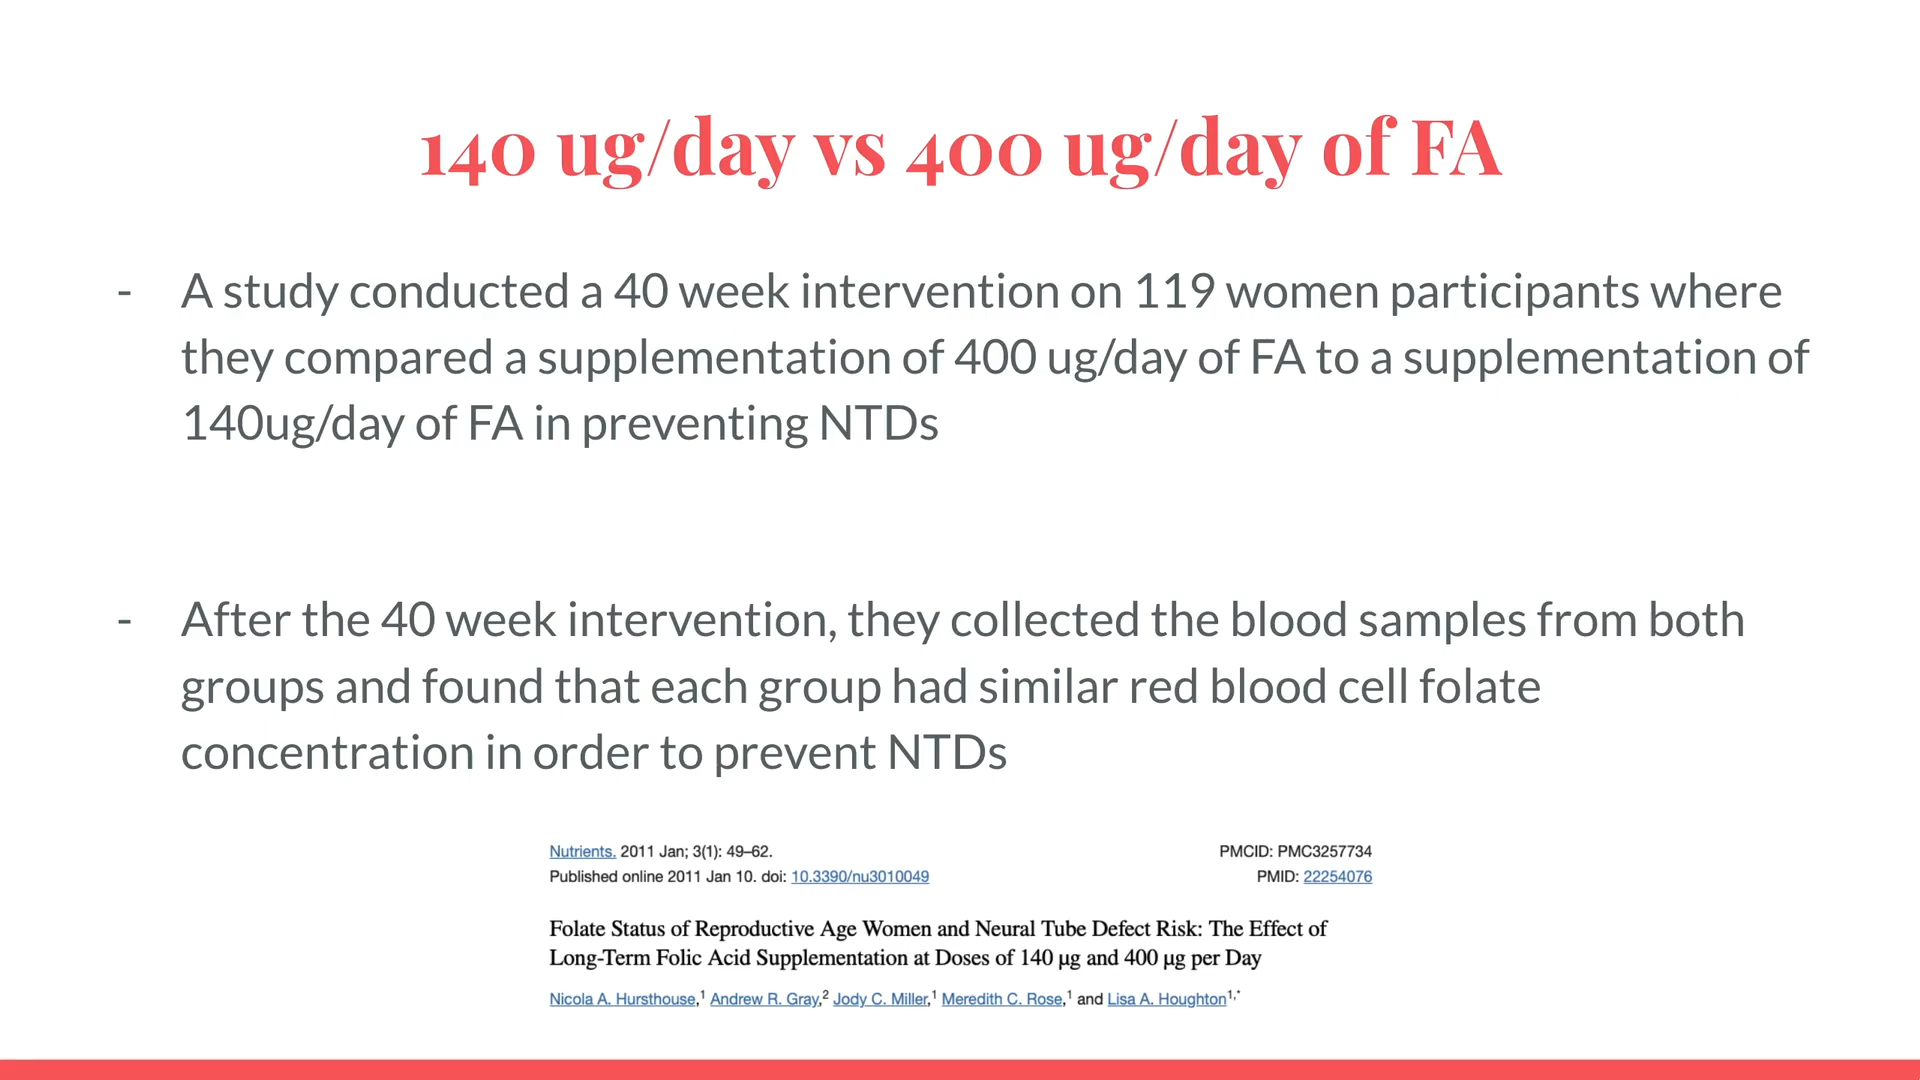 140 ug/day vs 400 ug/day of FA
- A study conducted a 40 week intervention on 119 women participants where
they compared a supplementation of 400 ug/day of FA to a supplementation of
140ug/day of FA in preventing NTDs
- After the 40 week intervention, they collected the blood samples from both
groups and found that each group had similar red blood cell folate
concentration in order to prevent NTDs
Nutrients. 2011 Jan; 3(1): 49–62. PMCID: PMC3257734
Published online 2011 Jan 10. doi: 10.3390/nu3010049 PMID: 22254076
Folate Status of Reproductive Age Women and Neural Tube Defect Risk: The Effect of
Long-Term Folic Acid Supplementation at Doses of 140 µg and 400 µg per Day
Nicola A. Hursthouse,1 Andrew R. Gray,2 Jody C. Miller,1 Meredith C. Rose,1 and Lisa A. Houghton1,*